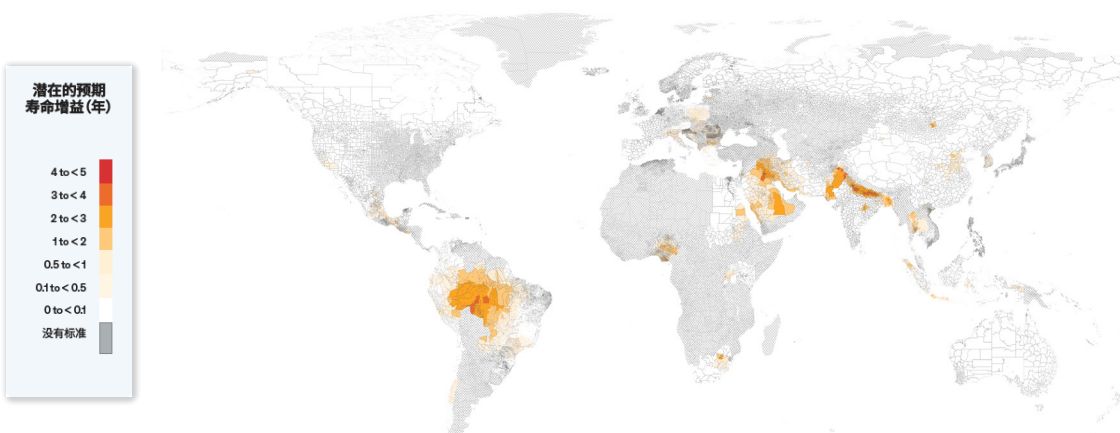 潜在的预期
寿命增益(年)
4 to < 5
3 to < 4
2 to < 3
1 to < 2
0.5 to < 1
0.1 to < 0.5
0 to < 0.1
没有标准